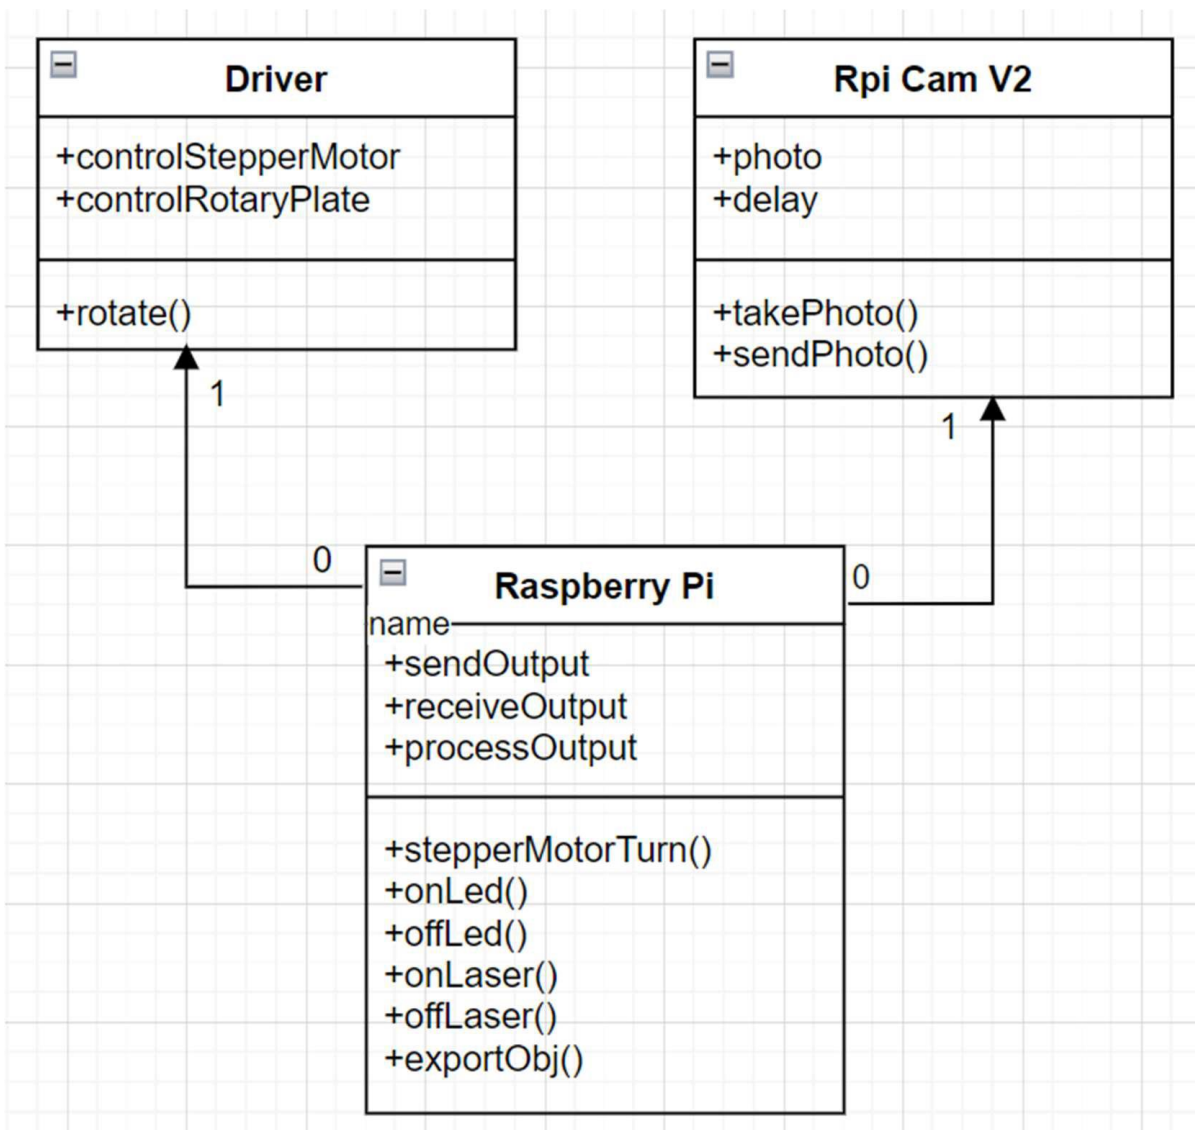 Driver
+controlStepperMotor
+controlRotaryPlate
+rotate()
1
0
Rpi Cam V2
+photo
+delay
+takePhoto()
+sendPhoto()
1
0
Raspberry Pi
name
+sendOutput
+receiveOutput
+processOutput
+stepperMotorTurn()
+onLed()
+offLed()
+onLaser()
+offLaser()
+exportObj()